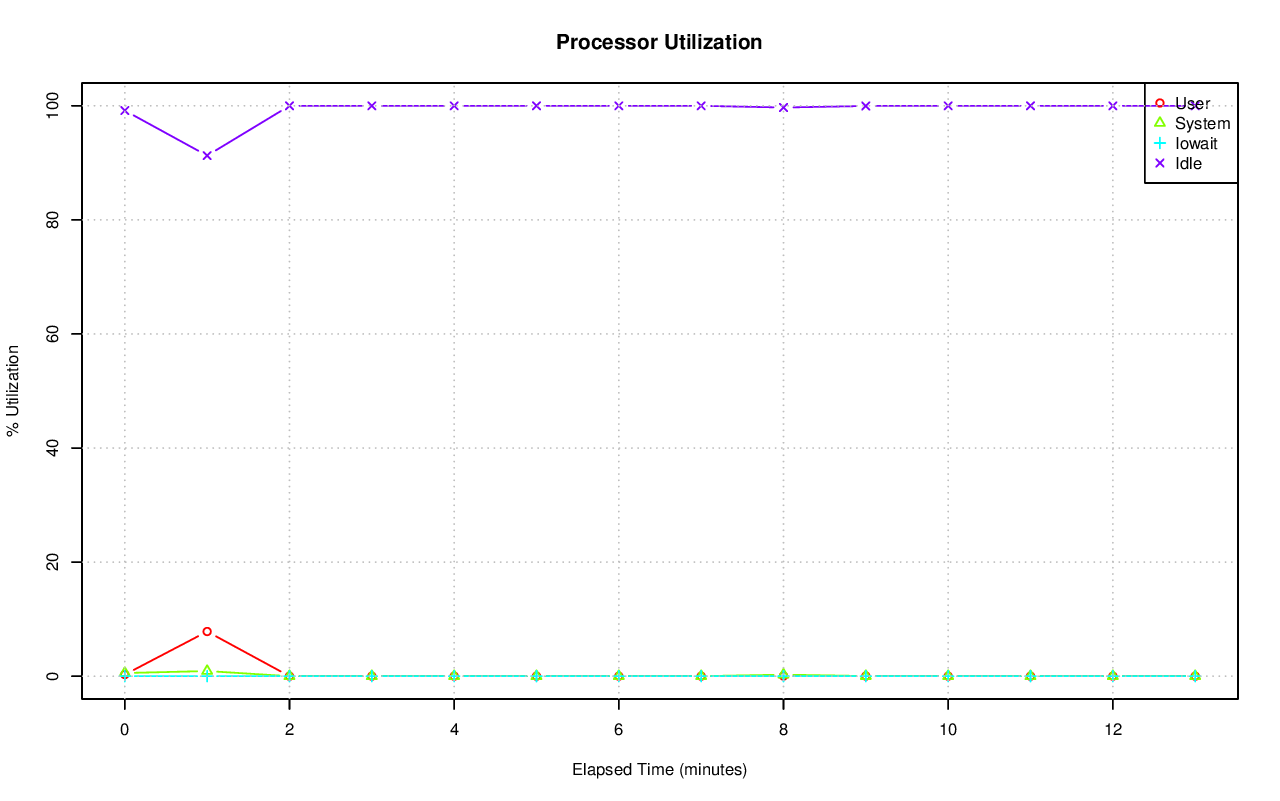 Processor Utilization
100
80
60
40
20
0
% Utilization
User
System
Iowait
Idle
0 2 4 6 8 10 12
Elapsed Time (minutes)